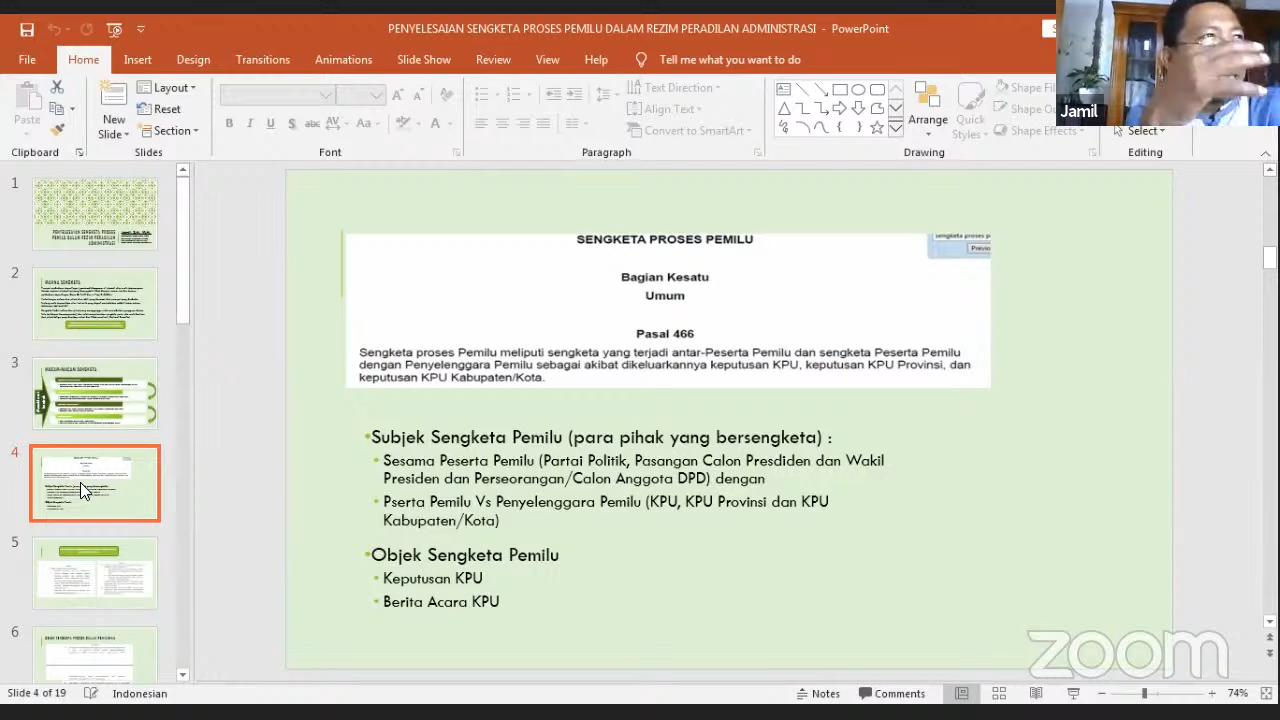 PENYELESAIAN SENGKETA PROSES PEMILU DALAM REZIM PERADILAN ADMINISTRASI - PowerPoint
File Home Insert Design Transitions Animations Slide Show Review View Help Tell me what you want to do
Jamil
Paste
Clipboard
New Slide
Layout
Reset
Section
Slides
Font
Text Direction
Align Text
Convert to SmartArt
Paragraph
Arrange
Quick Styles
Shape
Shape
Shape Effects
Drawing
Select
Editing
1
2
3
4
5
6
SENGKETA PROSES PEMILU
Bagian Kesatu
Umum
Pasal 466
Sengketa proses Pemilu meliputi sengketa yang terjadi antar-Peserta Pemilu dan sengketa Peserta Pemilu
dengan Penyelenggara Pemilu sebagai akibat dikeluarkannya keputusan KPU, keputusan KPU Provinsi, dan
keputusan KPU Kabupaten/Kota.
•Subjek Sengketa Pemilu (para pihak yang bersengketa) :
• Sesama Peserta Pemilu (Partai Politik, Pasangan Calon Presdiden dan Wakil
Presiden dan Perseorangan/Calon Anggota DPD) dengan
• Pserta Pemilu Vs Penyelenggara Pemilu (KPU, KPU Provinsi dan KPU
Kabupaten/Kota)
•Objek Sengketa Pemilu
• Keputusan KPU
• Berita Acara KPU
zoom
Slide 4 of 19 Indonesian Notes Comments 74%